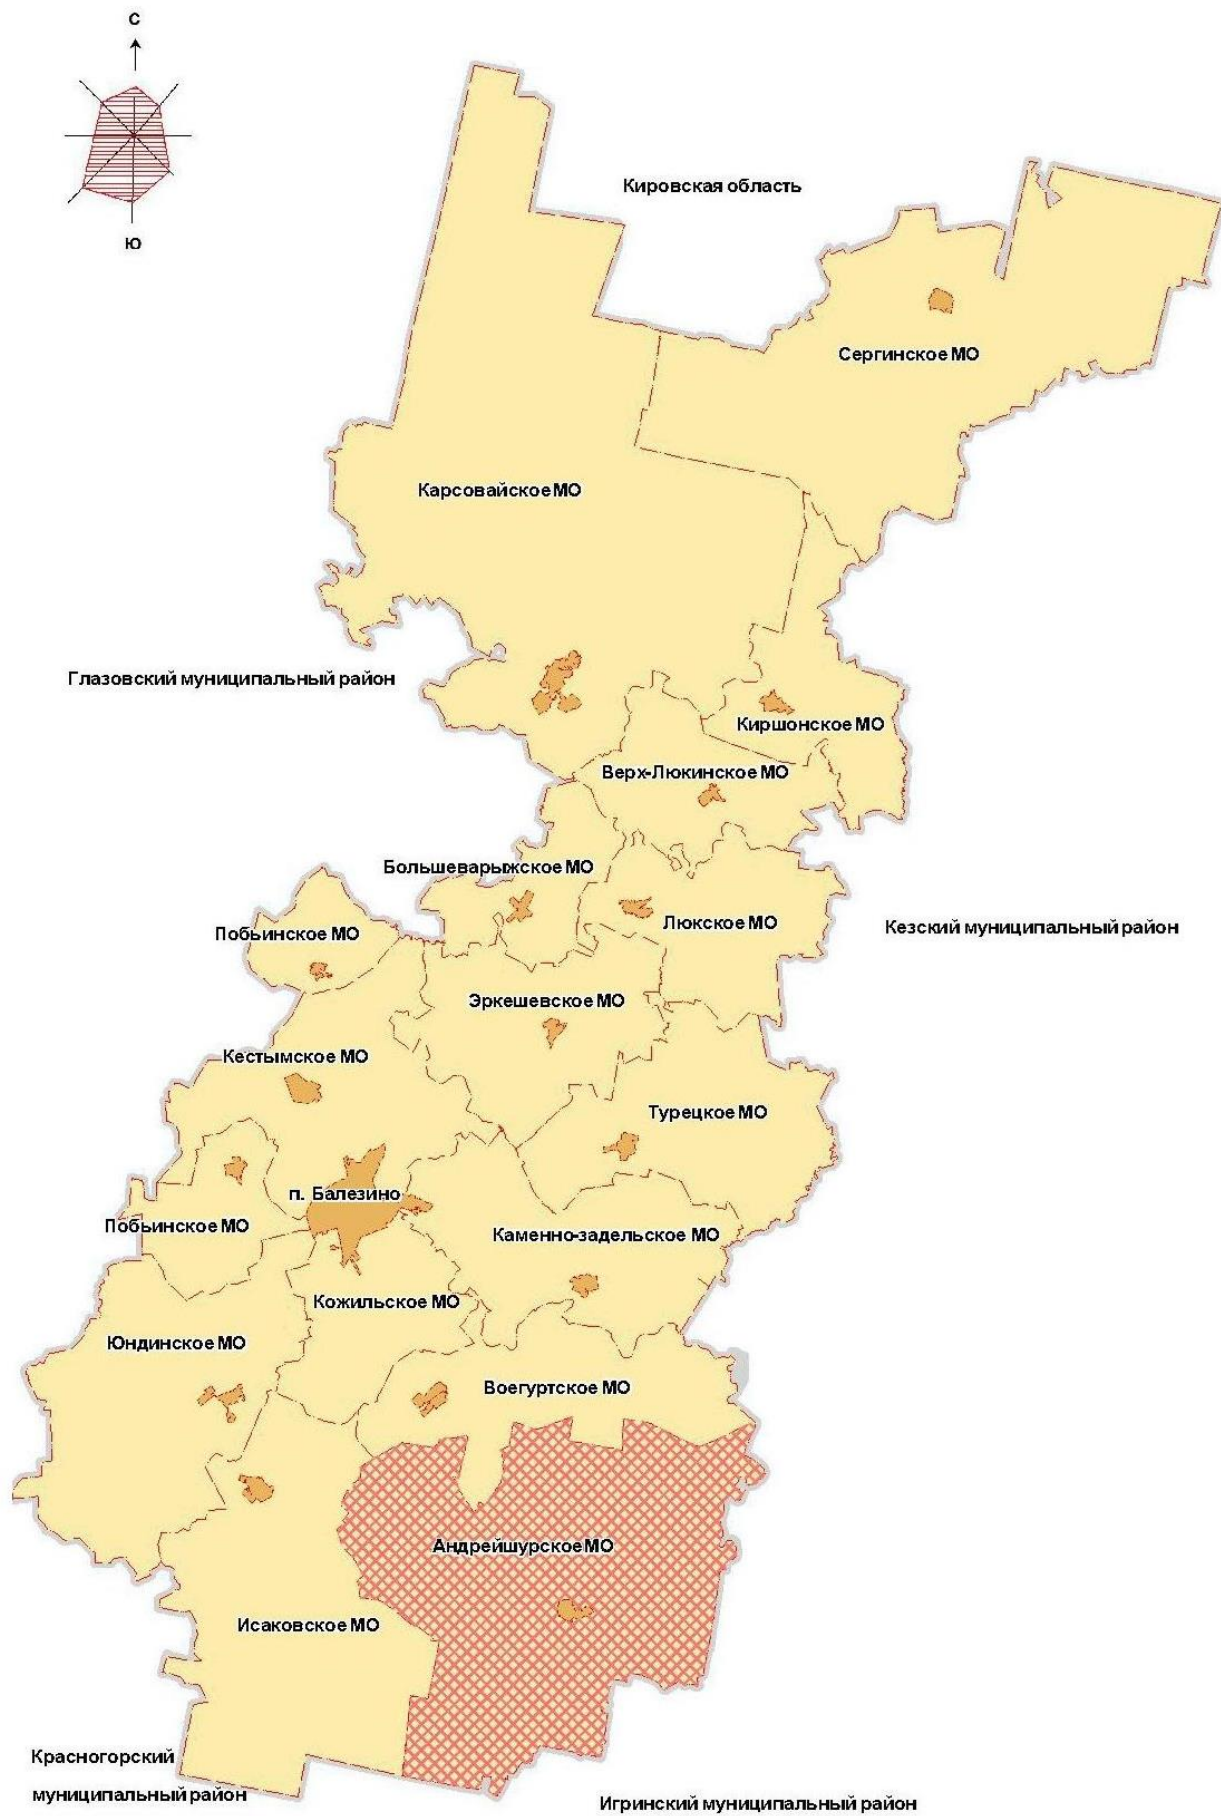 С
Ю
Кировская область
Сергинское МО
Карсовайское МО
Глазовский муниципальный район
Киршонское МО
Верх-Люкинское МО
Большеварыжское МО
Люкское МО
Кезский муниципальный район
Побьинское МО
Эркешевское МО
Кестымское МО
Турецкое МО
п. Балезино
Побьинское МО
Каменно-задельское МО
Кожильское МО
Юндинское МО
Воегуртское МО
Андрейшурское МО
Исаковское МО
Красногорский
муниципальный район
Игринский муниципальный район